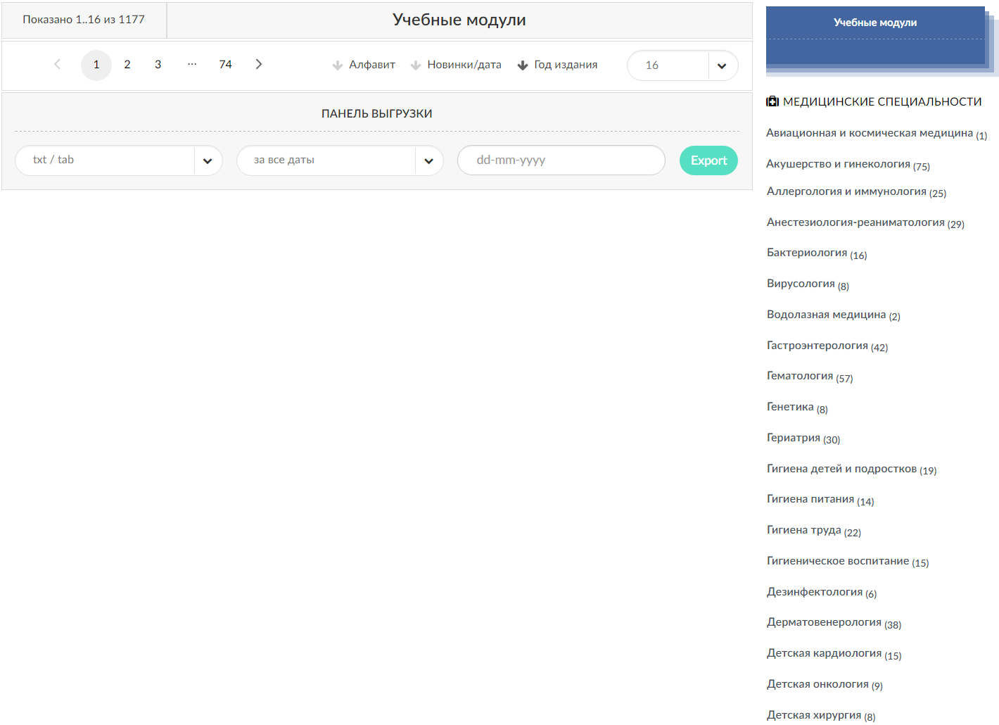 Показано 1..16 из 1177
Учебные модули
1 2 3 ... 74
Алфавит Новинки/дата Год издания 16
ПАНЕЛЬ ВЫГРУЗКИ
txt / tab за все даты dd-mm-yyyy Export
Учебные модули
МЕДИЦИНСКИЕ СПЕЦИАЛЬНОСТИ
Авиационная и космическая медицина (1)
Акушерство и гинекология (75)
Аллергология и иммунология (25)
Анестезиология-реаниматология (29)
Бактериология (16)
Вирусология (8)
Водолазная медицина (2)
Гастроэнтерология (42)
Гематология (57)
Генетика (8)
Гериатрия (30)
Гигиена детей и подростков (19)
Гигиена питания (14)
Гигиена труда (22)
Гигиеническое воспитание (15)
Дезинфектология (6)
Дерматовенерология (38)
Детская кардиология (15)
Детская онкология (9)
Детская хирургия (8)